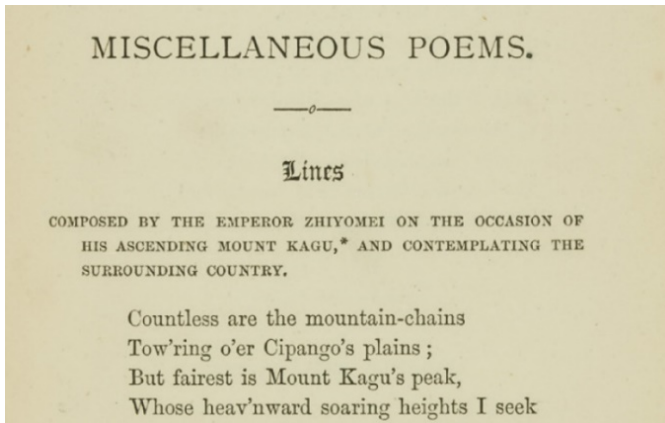 MISCELLANEOUS POEMS.
Lines
COMPOSED BY THE EMPEROR ZHIYOMEI ON THE OCCASION OF
HIS ASCENDING MOUNT KAGU,* AND CONTEMPLATING THE
SURROUNDING COUNTRY.
Countless are the mountain-chains
Tow'ring o'er Cipango's plains ;
But fairest is Mount Kagu's peak,
Whose heav'nward soaring heights I seek